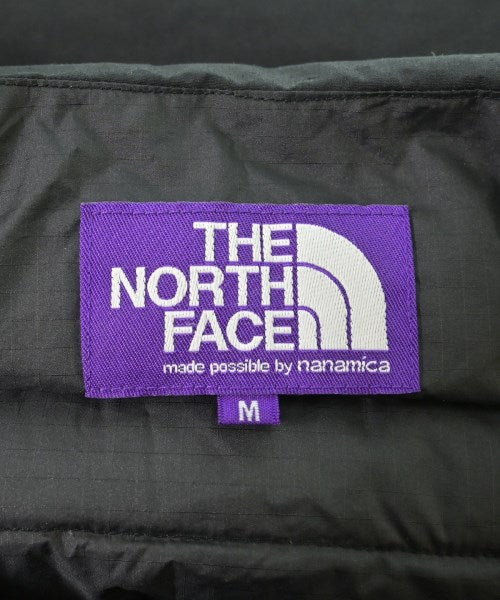 THE
NORTH
FACE
made possible by nanamica
M